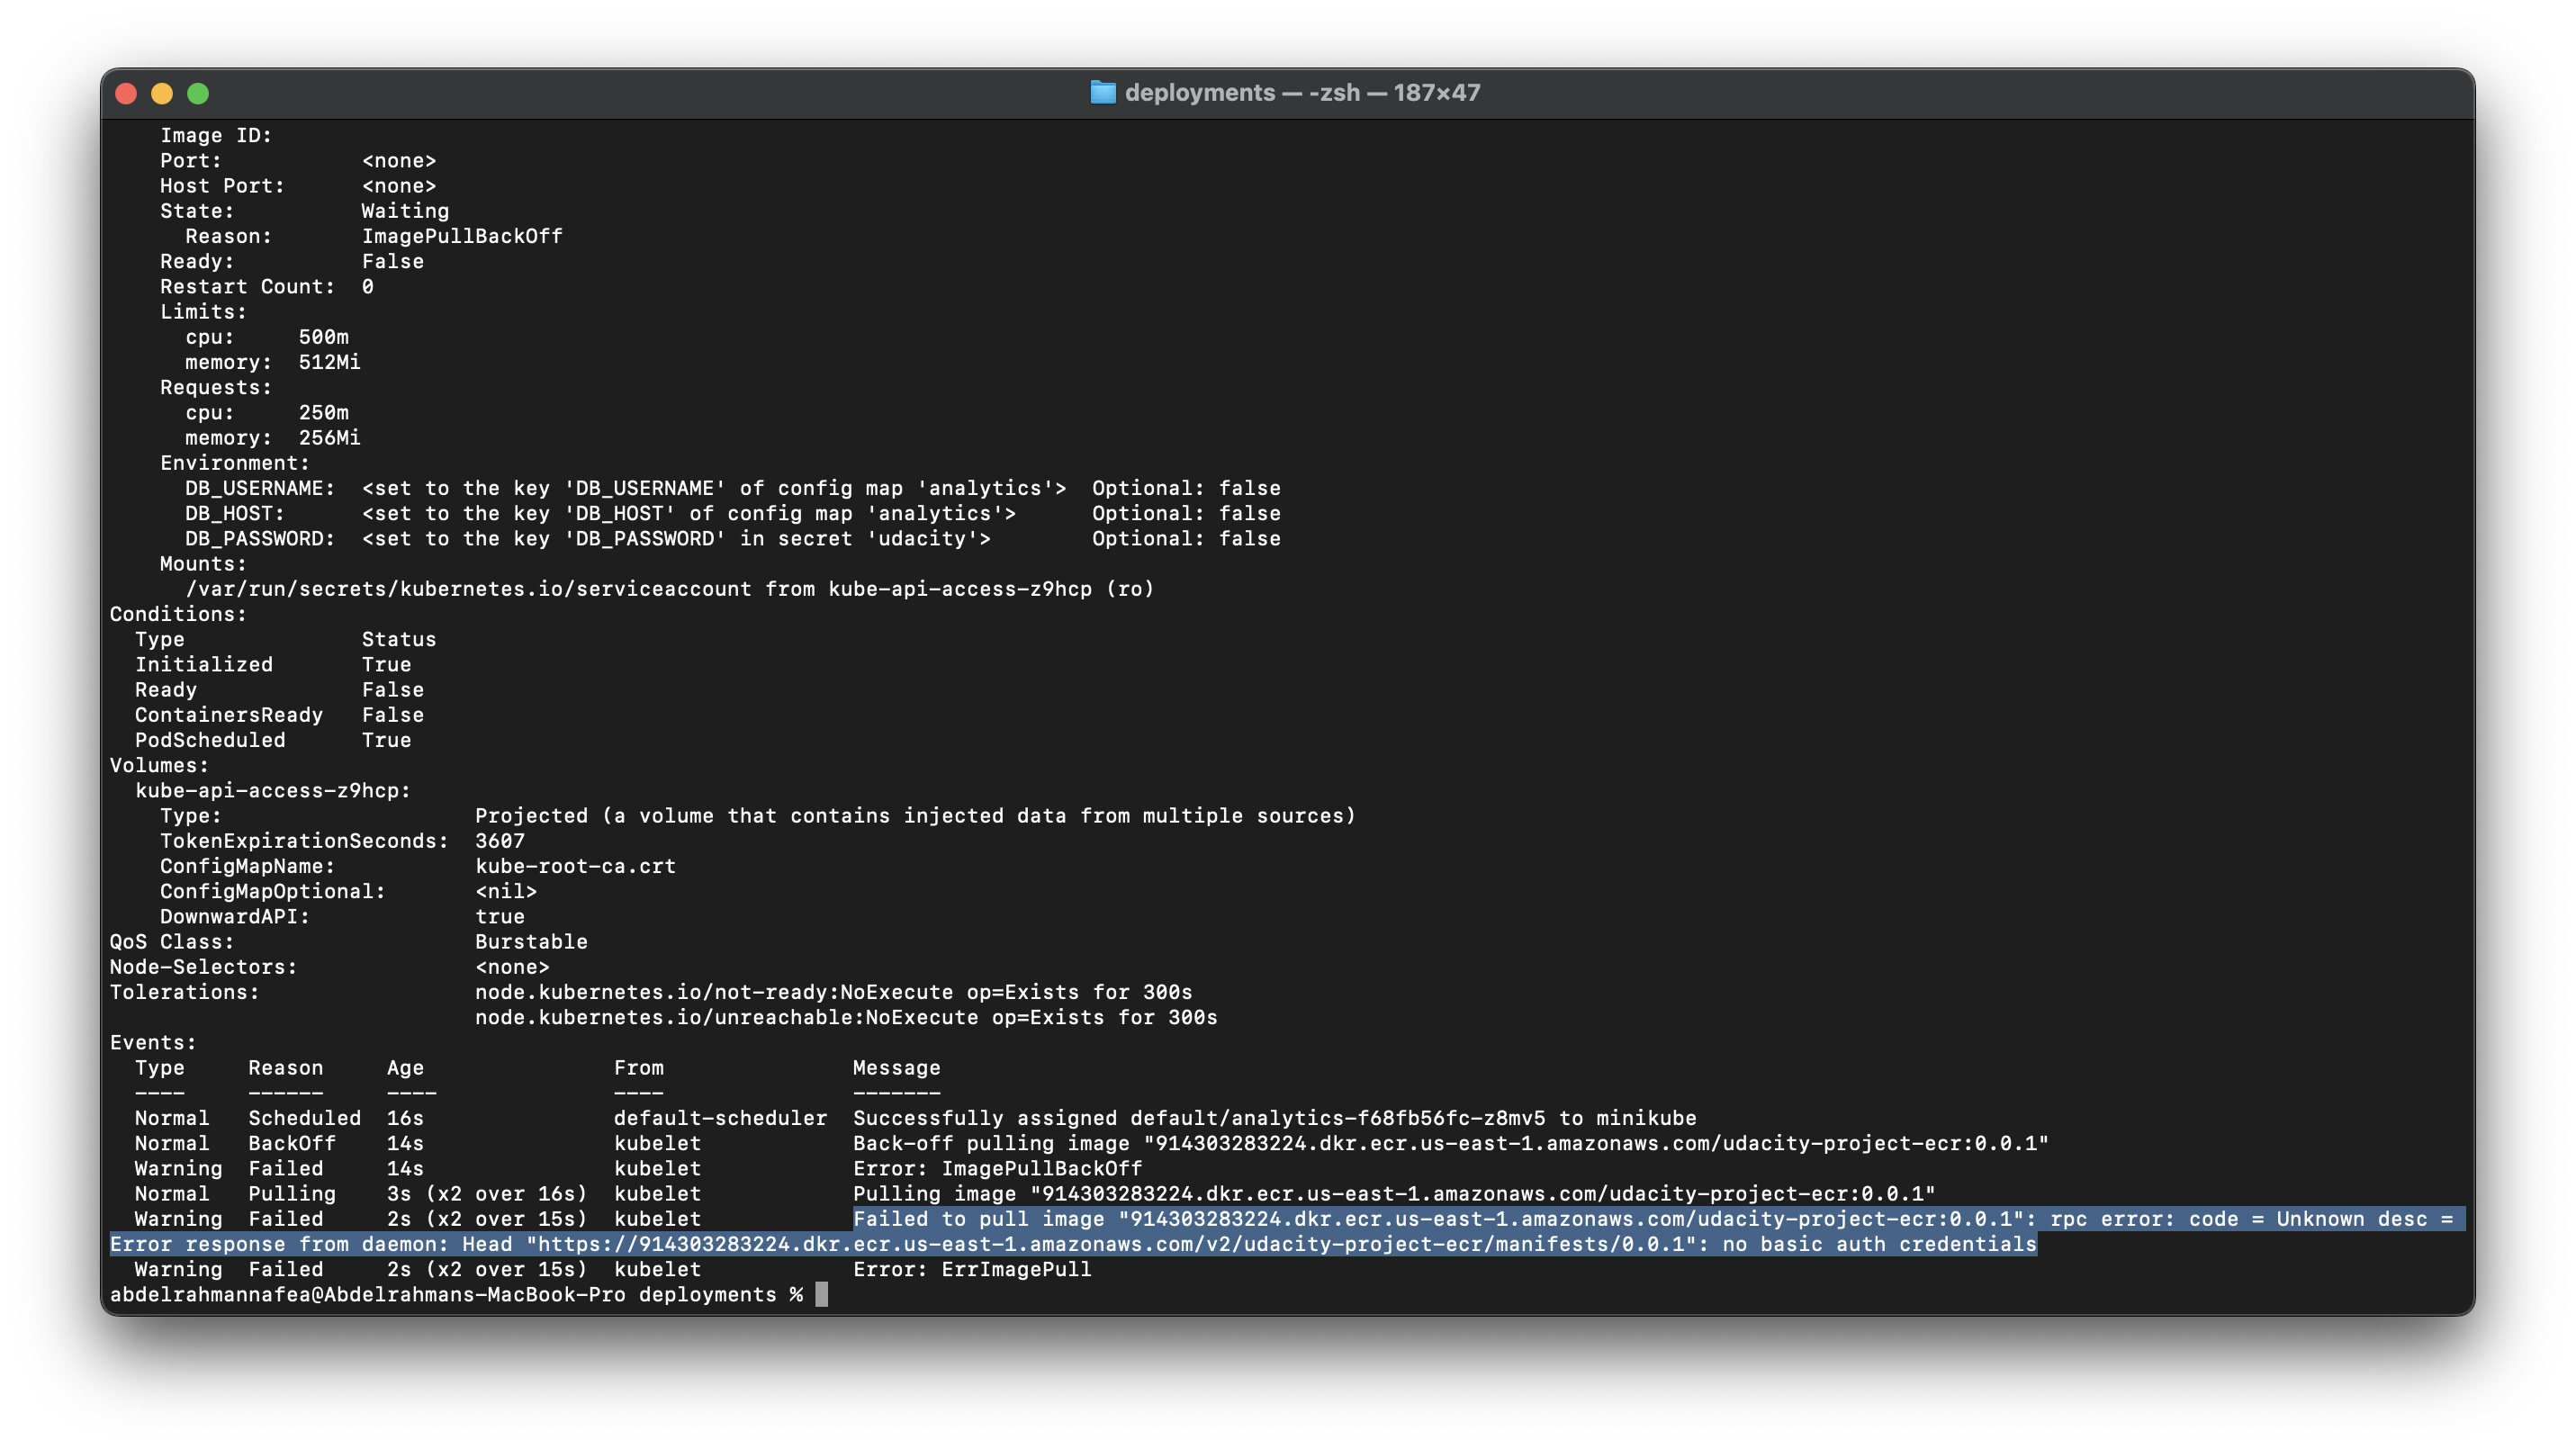 deployments — -zsh — 187×47
Image ID:
Port:           <none>
Host Port:      <none>
State:          Waiting
Reason:       ImagePullBackOff
Ready:          False
Restart Count:  0
Limits:
cpu:     500m
memory:  512Mi
Requests:
cpu:     250m
memory:  256Mi
Environment:
DB_USERNAME:  <set to the key 'DB_USERNAME' of config map 'analytics'>  Optional: false
DB_HOST:      <set to the key 'DB_HOST' of config map 'analytics'>      Optional: false
DB_PASSWORD:  <set to the key 'DB_PASSWORD' in secret 'udacity'>        Optional: false
Mounts:
/var/run/secrets/kubernetes.io/serviceaccount from kube-api-access-z9hcp (ro)
Conditions:
Type              Status
Initialized       True
Ready             False
ContainersReady   False
PodScheduled      True
Volumes:
kube-api-access-z9hcp:
Type:                    Projected (a volume that contains injected data from multiple sources)
TokenExpirationSeconds:  3607
ConfigMapName:           kube-root-ca.crt
ConfigMapOptional:       <nil>
DownwardAPI:             true
QoS Class:                   Burstable
Node-Selectors:              <none>
Tolerations:                 node.kubernetes.io/not-ready:NoExecute op=Exists for 300s
node.kubernetes.io/unreachable:NoExecute op=Exists for 300s
Events:
Type     Reason     Age                From               Message
----     ------     ----               ----               -------
Normal   Scheduled  16s                default-scheduler  Successfully assigned default/analytics-f68fb56fc-z8mv5 to minikube
Normal   BackOff    14s                kubelet            Back-off pulling image "914303283224.dkr.ecr.us-east-1.amazonaws.com/udacity-project-ecr:0.0.1"
Warning  Failed     14s                kubelet            Error: ImagePullBackOff
Normal   Pulling    3s (x2 over 16s)   kubelet            Pulling image "914303283224.dkr.ecr.us-east-1.amazonaws.com/udacity-project-ecr:0.0.1"
Warning  Failed     2s (x2 over 15s)   kubelet            Failed to pull image "914303283224.dkr.ecr.us-east-1.amazonaws.com/udacity-project-ecr:0.0.1": rpc error: code = Unknown desc =
Error response from daemon: Head "https://914303283224.dkr.ecr.us-east-1.amazonaws.com/v2/udacity-project-ecr/manifests/0.0.1": no basic auth credentials
Warning  Failed     2s (x2 over 15s)   kubelet            Error: ErrImagePull
abdelrahmannafea@Abdelrahmans-MacBook-Pro deployments %